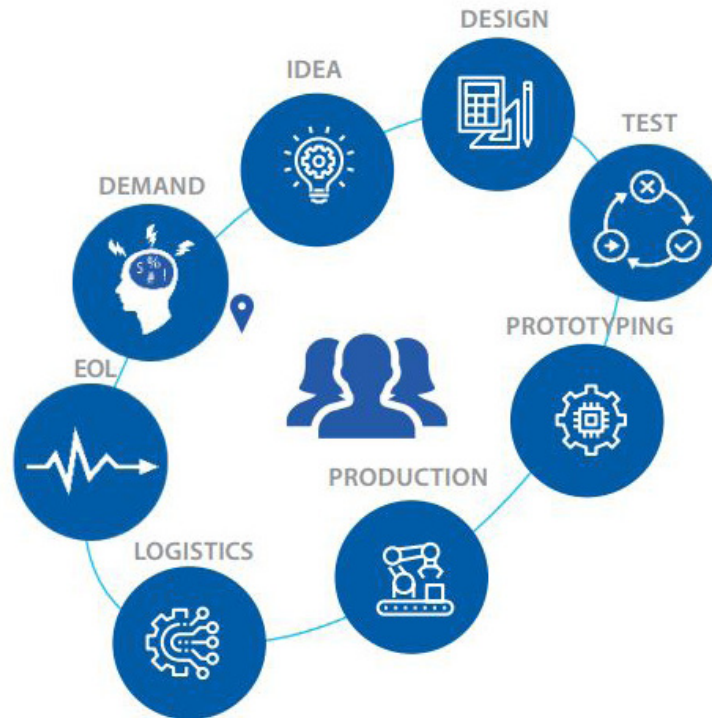 DESIGN
IDEA
TEST
DEMAND
S % # !
PROTOTYPING
EOL
PRODUCTION
LOGISTICS